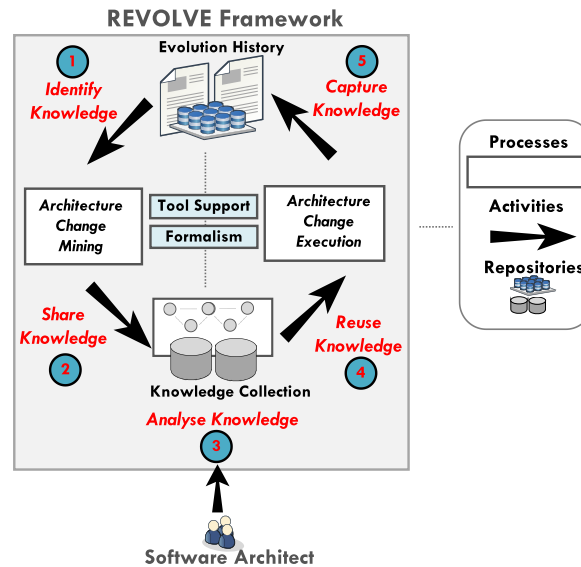 REVOLVE Framework
Evolution History
1
Identify
Knowledge
5
Capture
Knowledge
Architecture
Change
Mining
Tool Support
Formalism
Architecture
Change
Execution
Share
Knowledge
2
Reuse
Knowledge
4
Knowledge Collection
Analyse Knowledge
3
Software Architect
Processes
Activities
Repositories